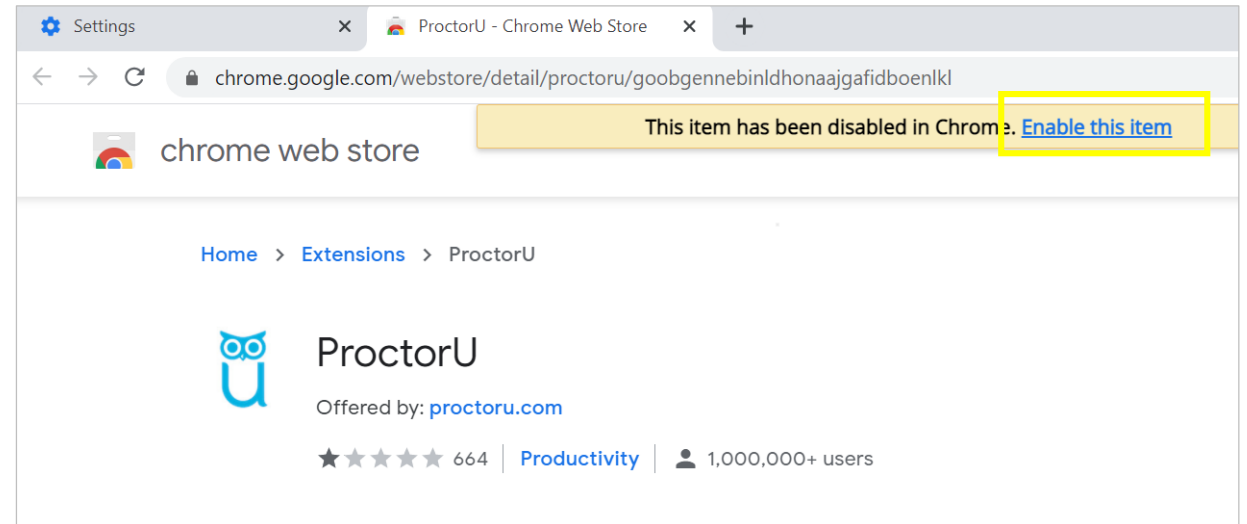 Settings
ProctorU - Chrome Web Store
chrome.google.com/webstore/detail/proctoru/goobgennebinldhonaajgafidboenlkl
This item has been disabled in Chrome. Enable this item
chrome web store
Home > Extensions > ProctorU
ProctorU
Offered by: proctoru.com
664 Productivity 1,000,000+ users